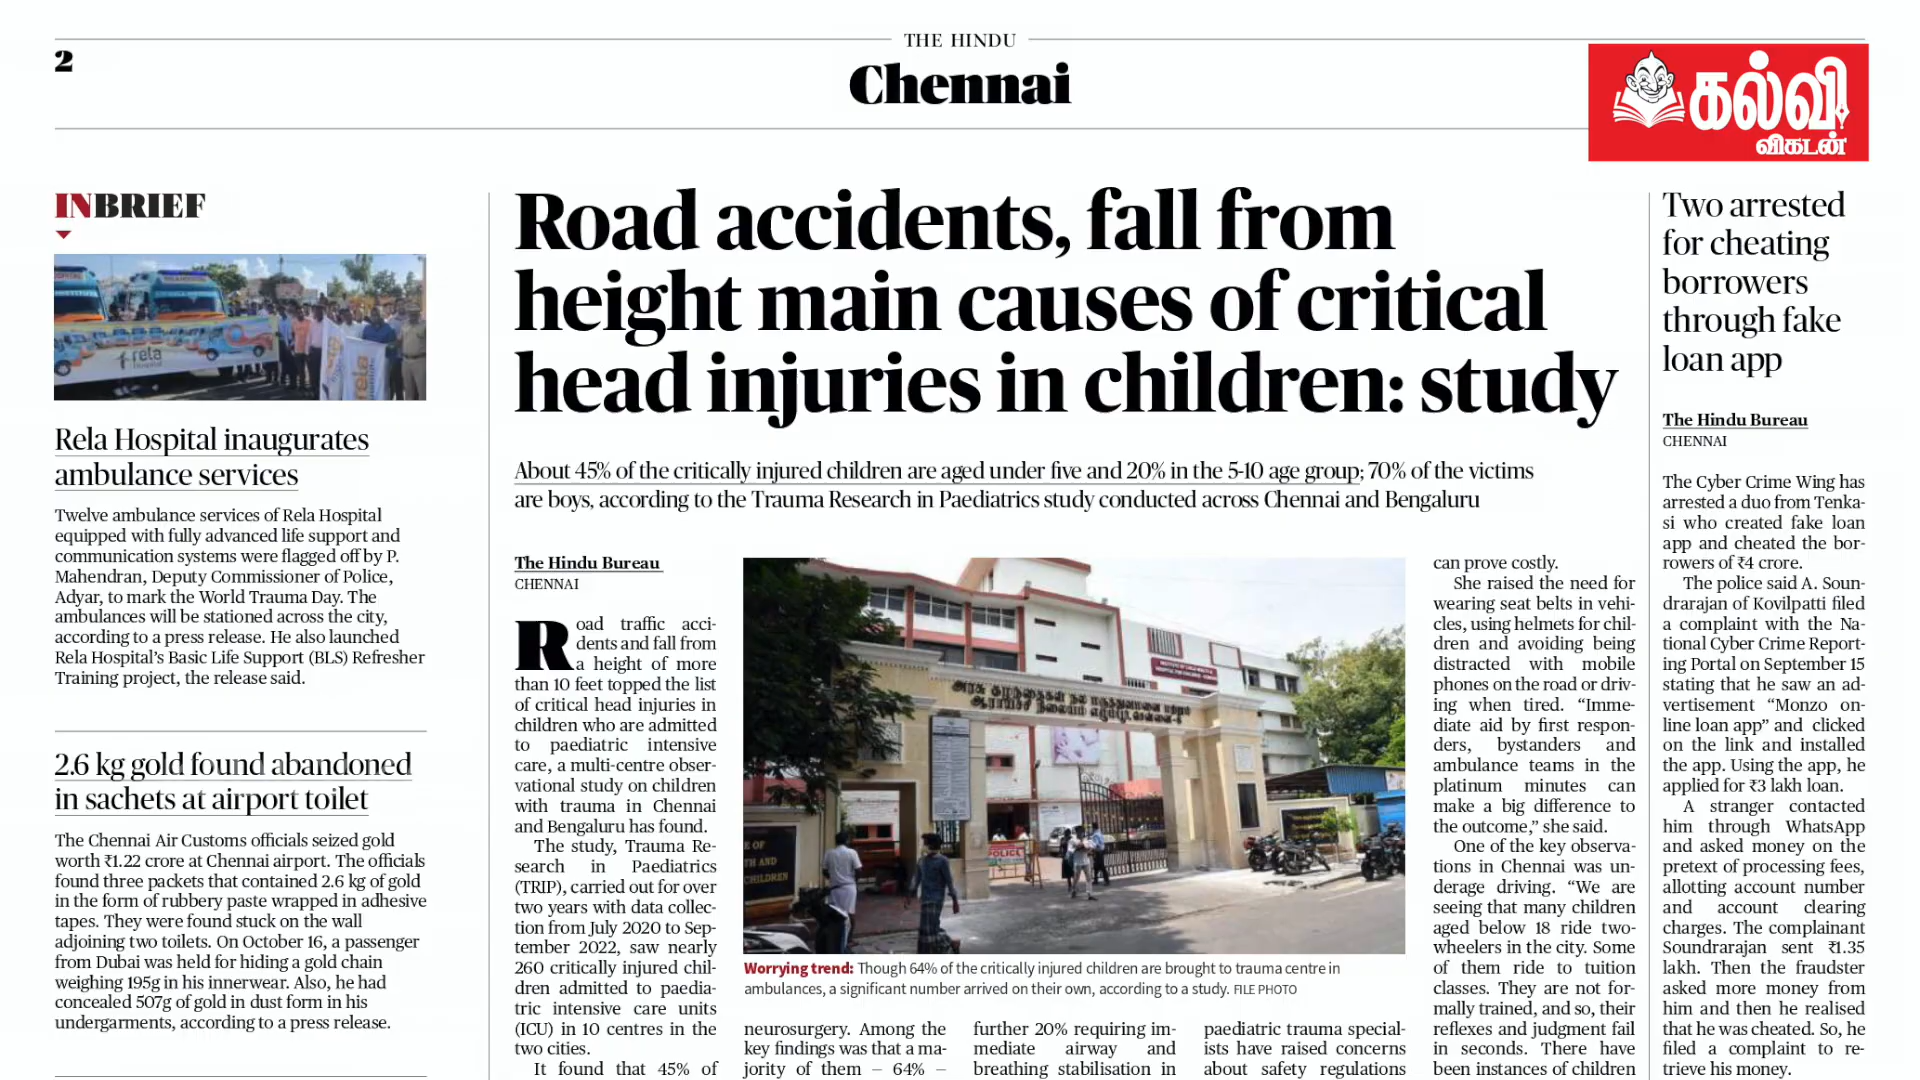 2
THE HINDU
Chennai
கல்வி
விகடன்
INBRIEF
rela
Hospital
Rela Hospital inaugurates
ambulance services
Twelve ambulance services of Rela Hospital
equipped with fully advanced life support and
communication systems were flagged off by P.
Mahendran, Deputy Commissioner of Police,
Adyar, to mark the World Trauma Day. The
ambulances will be stationed across the city,
according to a press release. He also launched
Rela Hospital's Basic Life Support (BLS) Refresher
Training project, the release said.
2.6 kg gold found abandoned
in sachets at airport toilet
The Chennai Air Customs officials seized gold
worth ₹1.22 crore at Chennai airport. The officials
found three packets that contained 2.6 kg of gold
in the form of rubbery paste wrapped in adhesive
tapes. They were found stuck on the wall
adjoining two toilets. On October 16, a passenger
from Dubai was held for hiding a gold chain
weighing 195g in his innerwear. Also, he had
concealed 507g of gold in dust form in his
undergarments, according to a press release.
Road accidents, fall from
height main causes of critical
head injuries in children: study
About 45% of the critically injured children are aged under five and 20% in the 5-10 age group; 70% of the victims
are boys, according to the Trauma Research in Paediatrics study conducted across Chennai and Bengaluru
The Hindu Bureau
CHENNAI
Road traffic acci-
dents and fall from
a height of more
than 10 feet topped the list
of critical head injuries in
children who are admitted
to paediatric intensive
care, a multi-centre obser-
vational study on children
with trauma in Chennai
and Bengaluru has found.
The study, Trauma Re-
search in Paediatrics
(TRIP), carried out for over
two years with data collec-
tion from July 2020 to Sep-
tember 2022, saw nearly
260 critically injured chil-
dren admitted to paedia-
tric intensive care units
(ICU) in 10 centres in the
two cities.
It found that 45% of
அரசு குழந்தைகள் நல மருத்துவமனை மற்றும்
ஆராய்ச்சி நிலையம் எழும்பூர், சென்னை-8
POLICE
E OF
TH AND
CHILDREN
Worrying trend: Though 64% of the critically injured children are brought to trauma centre in
ambulances, a significant number arrived on their own, according to a study. FILE PHOTO
neurosurgery. Among the
key findings was that a ma-
jority of them – 64% –
further 20% requiring im-
mediate airway and
breathing stabilisation in
paediatric trauma special-
ists have raised concerns
about safety regulations
can prove costly.
She raised the need for
wearing seat belts in vehi-
cles, using helmets for chil-
dren and avoiding being
distracted with mobile
phones on the road or driv-
ing when tired. “Imme-
diate aid by first respon-
ders, bystanders and
ambulance teams in the
platinum minutes can
make a big difference to
the outcome,” she said.
One of the key observa-
tions in Chennai was un-
derage driving. “We are
seeing that many children
aged below 18 ride two-
wheelers in the city. Some
of them ride to tuition
classes. They are not for-
mally trained, and so, their
reflexes and judgment fail
in seconds. There have
been instances of children
Two arrested
for cheating
borrowers
through fake
loan app
The Hindu Bureau
CHENNAI
The Cyber Crime Wing has
arrested a duo from Tenka-
si who created fake loan
app and cheated the bor-
rowers of ₹4 crore.
The police said A. Soun-
drarajan of Kovilpatti filed
a complaint with the Na-
tional Cyber Crime Report-
ing Portal on September 15
stating that he saw an ad-
vertisement “Monzo on-
line loan app” and clicked
on the link and installed
the app. Using the app, he
applied for ₹3 lakh loan.
A stranger contacted
him through WhatsApp
and asked money on the
pretext of processing fees,
allotting account number
and account clearing
charges. The complainant
Soundrarajan sent ₹1.35
lakh. Then the fraudster
asked more money from
him and then he realised
that he was cheated. So, he
filed a complaint to re-
trieve his money.